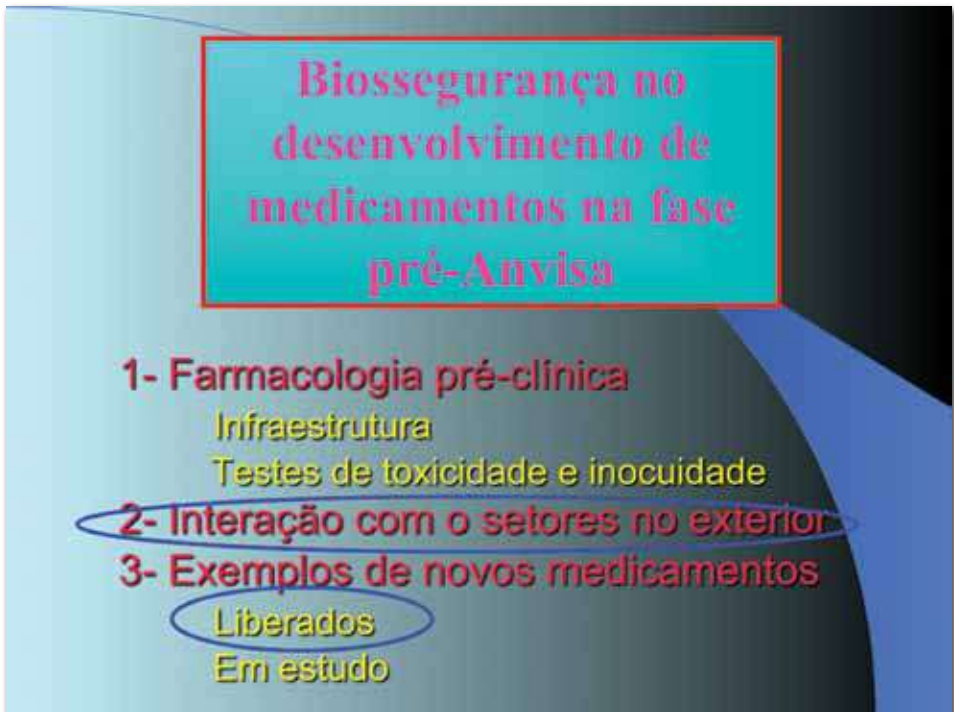 Biossegurança no
desenvolvimento de
medicamentos na fase
pré-Anvisa
1- Farmacologia pré-clínica
Infraestrutura
Testes de toxicidade e inocuidade
2- Interação com o setores no exterior
3- Exemplos de novos medicamentos
Liberados
Em estudo